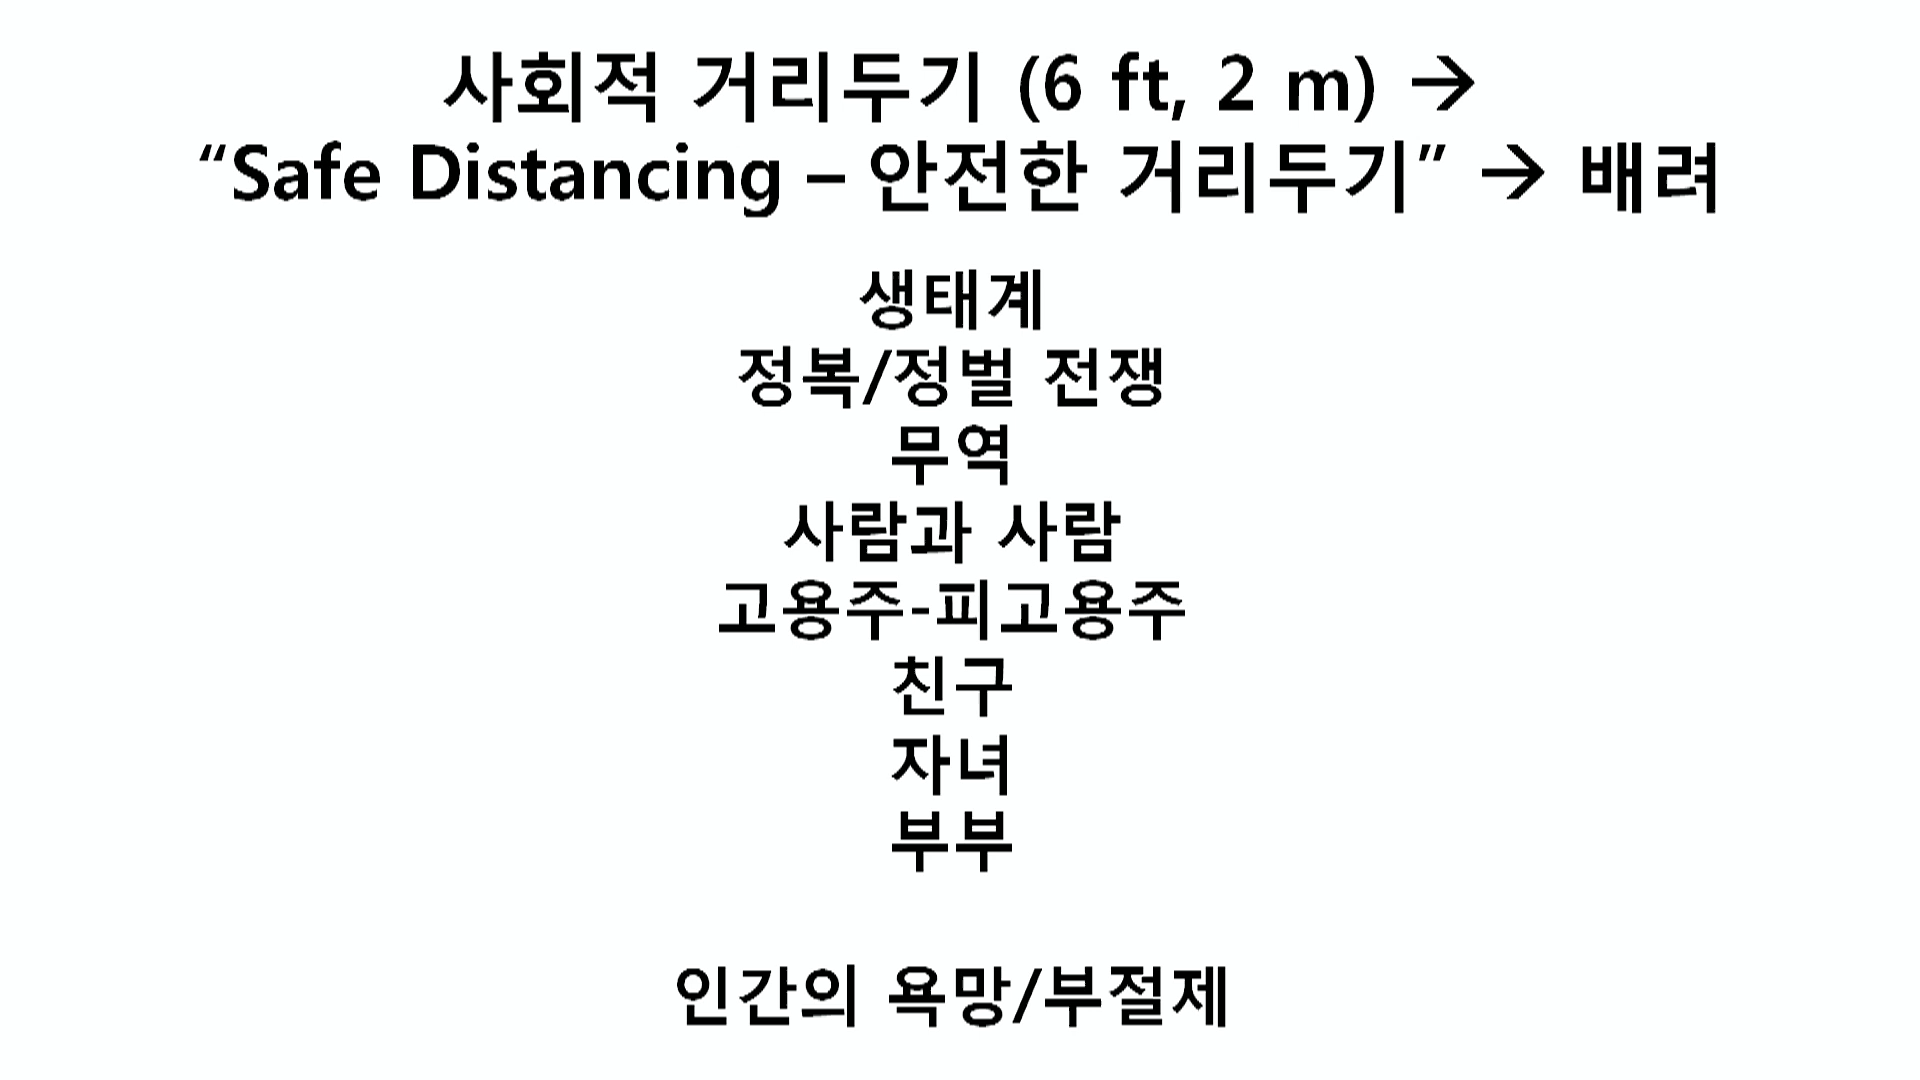 사회적 거리두기 (6 ft, 2 m) →
“Safe Distancing – 안전한 거리두기” → 배려
생태계
정복/정벌 전쟁
무역
사람과 사람
고용주-피고용주
친구
자녀
부부
인간의 욕망/부절제